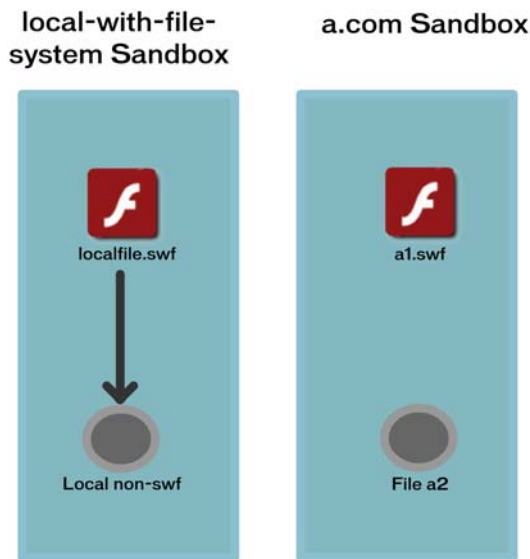 local-with-file-
system Sandbox
a.com Sandbox
localfile.swf
a1.swf
Local non-swf
File a2